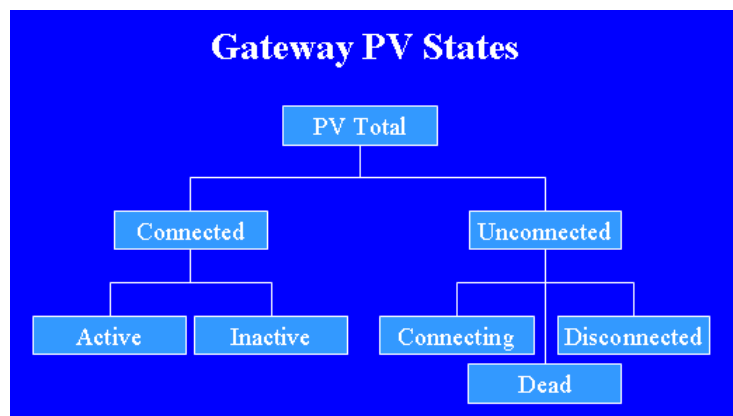 Gateway PV States
PV Total
Connected
Unconnected
Active
Inactive
Connecting
Disconnected
Dead